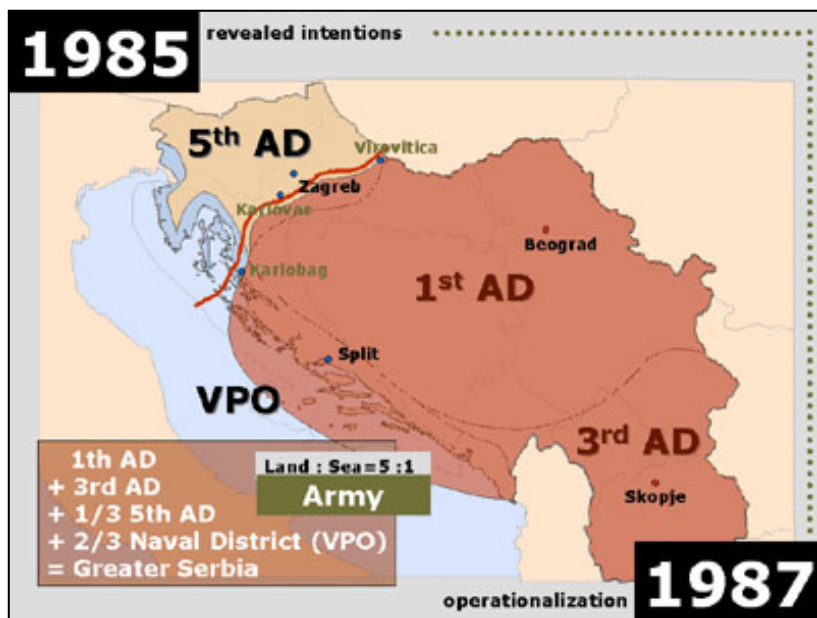 1985
revealed intentions
5th AD
Virovitica
Zagreb
Karlovac
Karlobag
Beograd
1st AD
Split
VPO
3rd AD
Skopje
Land : Sea=5 :1
Army
1th AD
+ 3rd AD
+ 1/3 5th AD
+ 2/3 Naval District (VPO)
= Greater Serbia
operationalization
1987